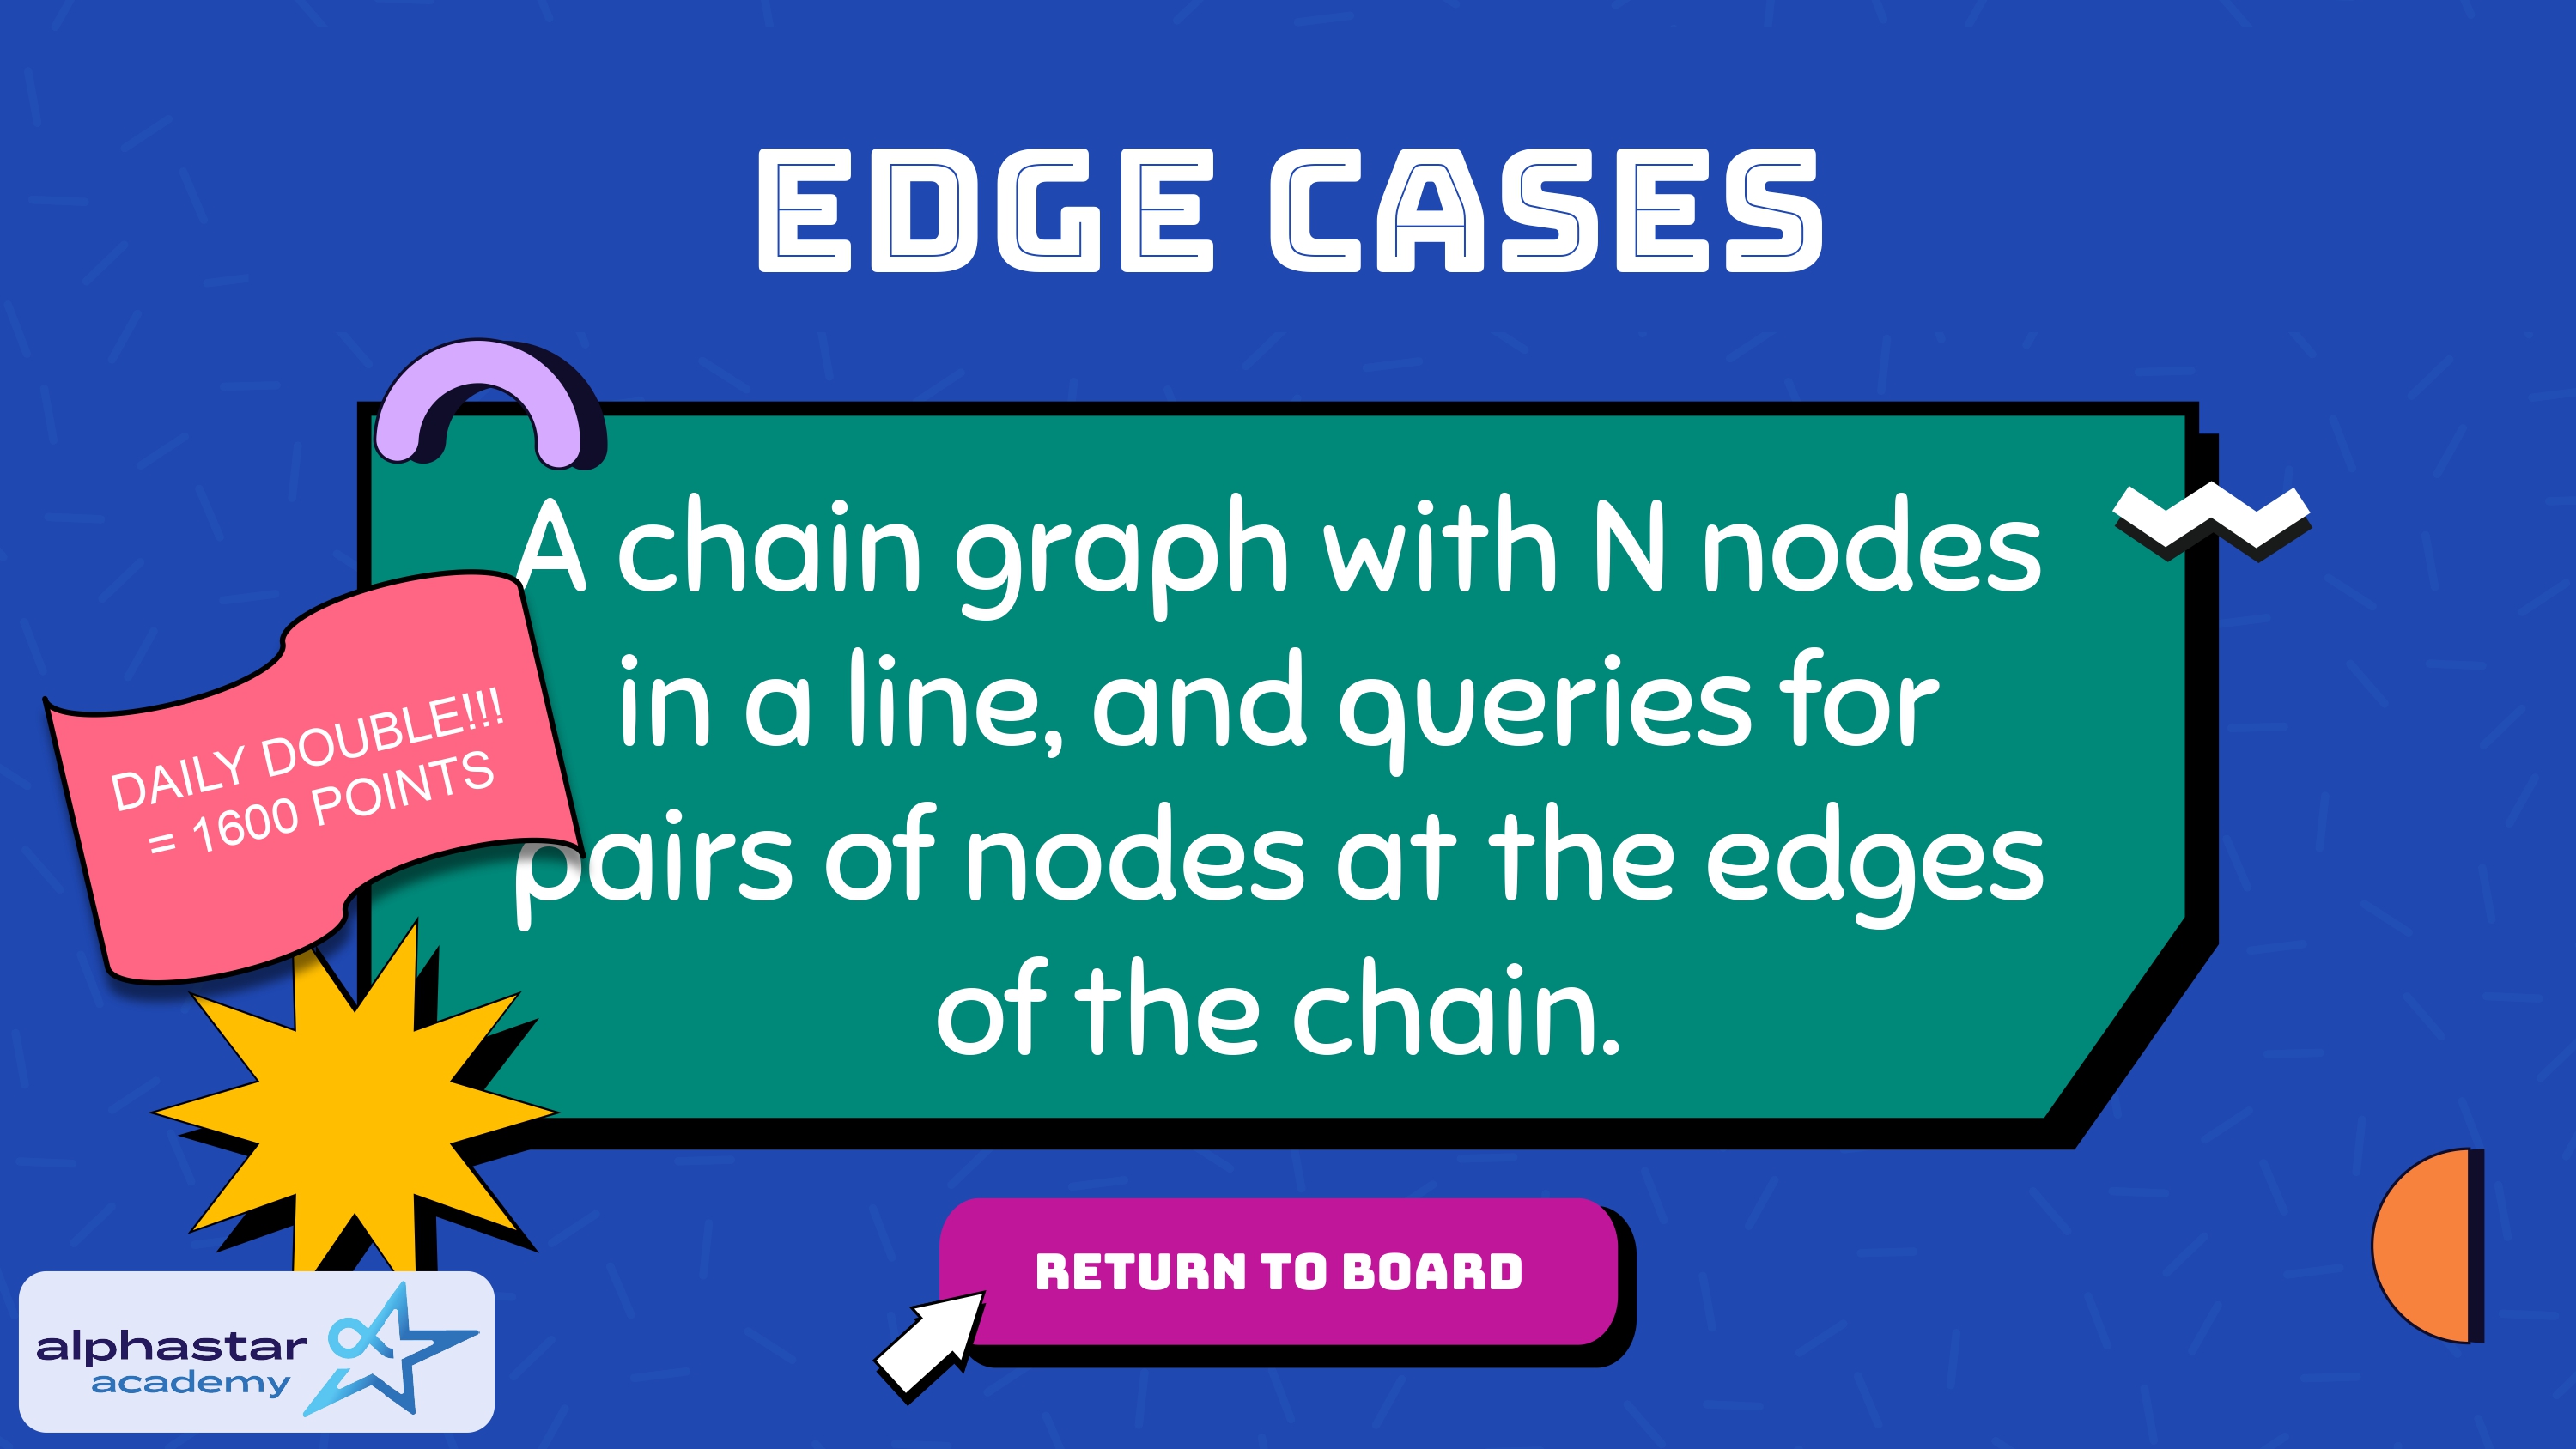 EDGE CASES
A chain graph with N nodes
in a line, and queries for
pairs of nodes at the edges
of the chain.
DAILY DOUBLE!!!
= 1600 POINTS
RETURN TO BOARD
alphastar
academy